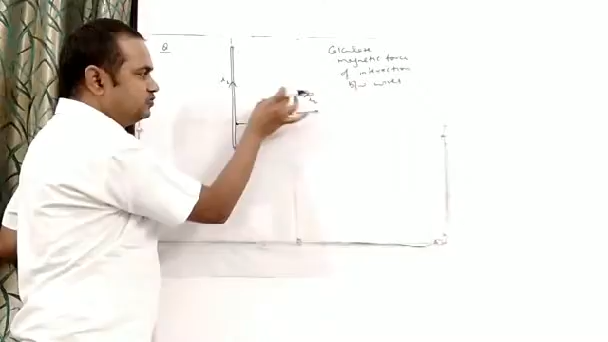 Q
Calculate
magnetic force
of interaction
b/w wires